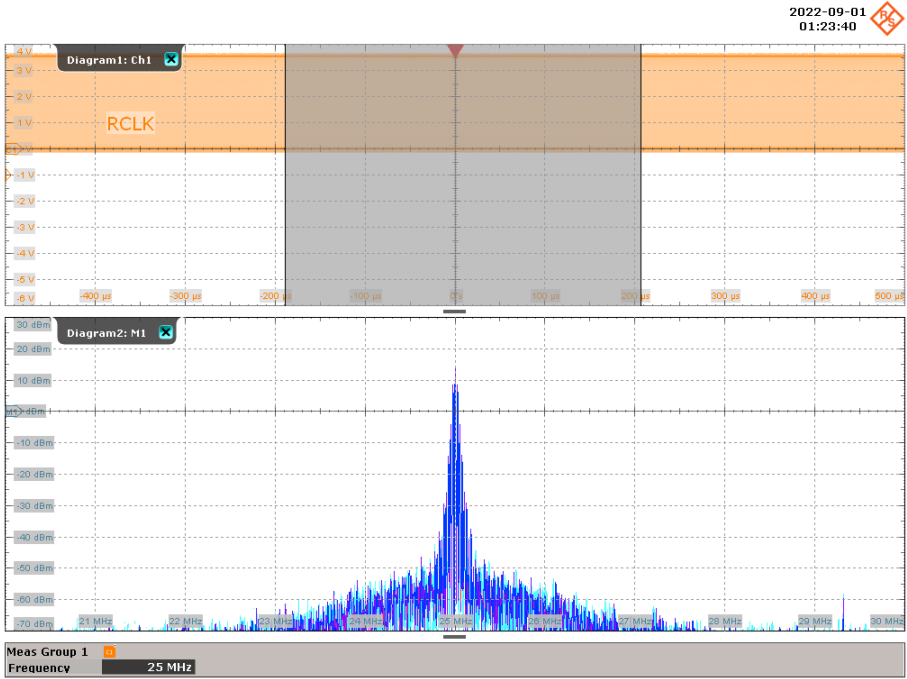 2022-09-01
01:23:40
Diagram1: Ch1
4 V
3 V
2 V
1 V
RCLK
-1 V
-2 V
-3 V
-4 V
-5 V
-6 V
-400 µs -300 µs -200 µs -100 µs 0 s 100 µs 200 µs 300 µs 400 µs 500 µs
Diagram2: M1
30 dBm
20 dBm
10 dBm
dBm
-10 dBm
-20 dBm
-30 dBm
-40 dBm
-50 dBm
-60 dBm
-70 dBm
21 MHz 22 MHz 23 MHz 24 MHz 25 MHz 26 MHz 27 MHz 28 MHz 29 MHz 30 MHz
Meas Group 1
Frequency 25 MHz